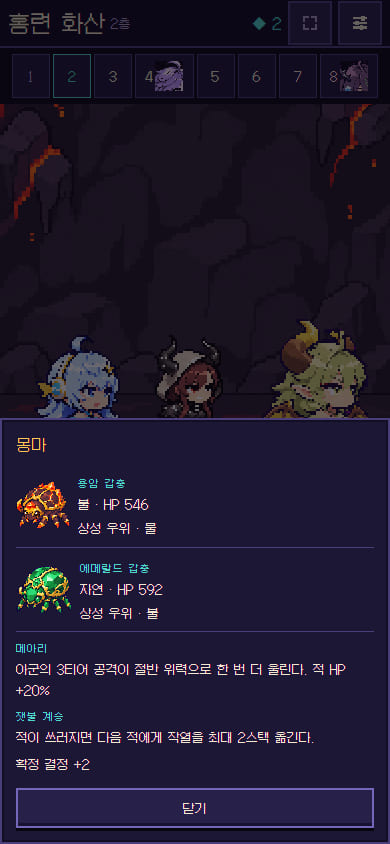 홍련 화산 2층 ◆ 2
1 2 3 4 5 6 7 8
몽마
용암 갑충
불 · HP 546
상성 우위 · 물
에메랄드 갑충
자연 · HP 592
상성 우위 · 불
메아리
아군의 3티어 공격이 절반 위력으로 한 번 더 울린다. 적 HP
+20%
잿불 계승
적이 쓰러지면 다음 적에게 작열을 최대 2스택 옮긴다.
확정 결정 +2
닫기